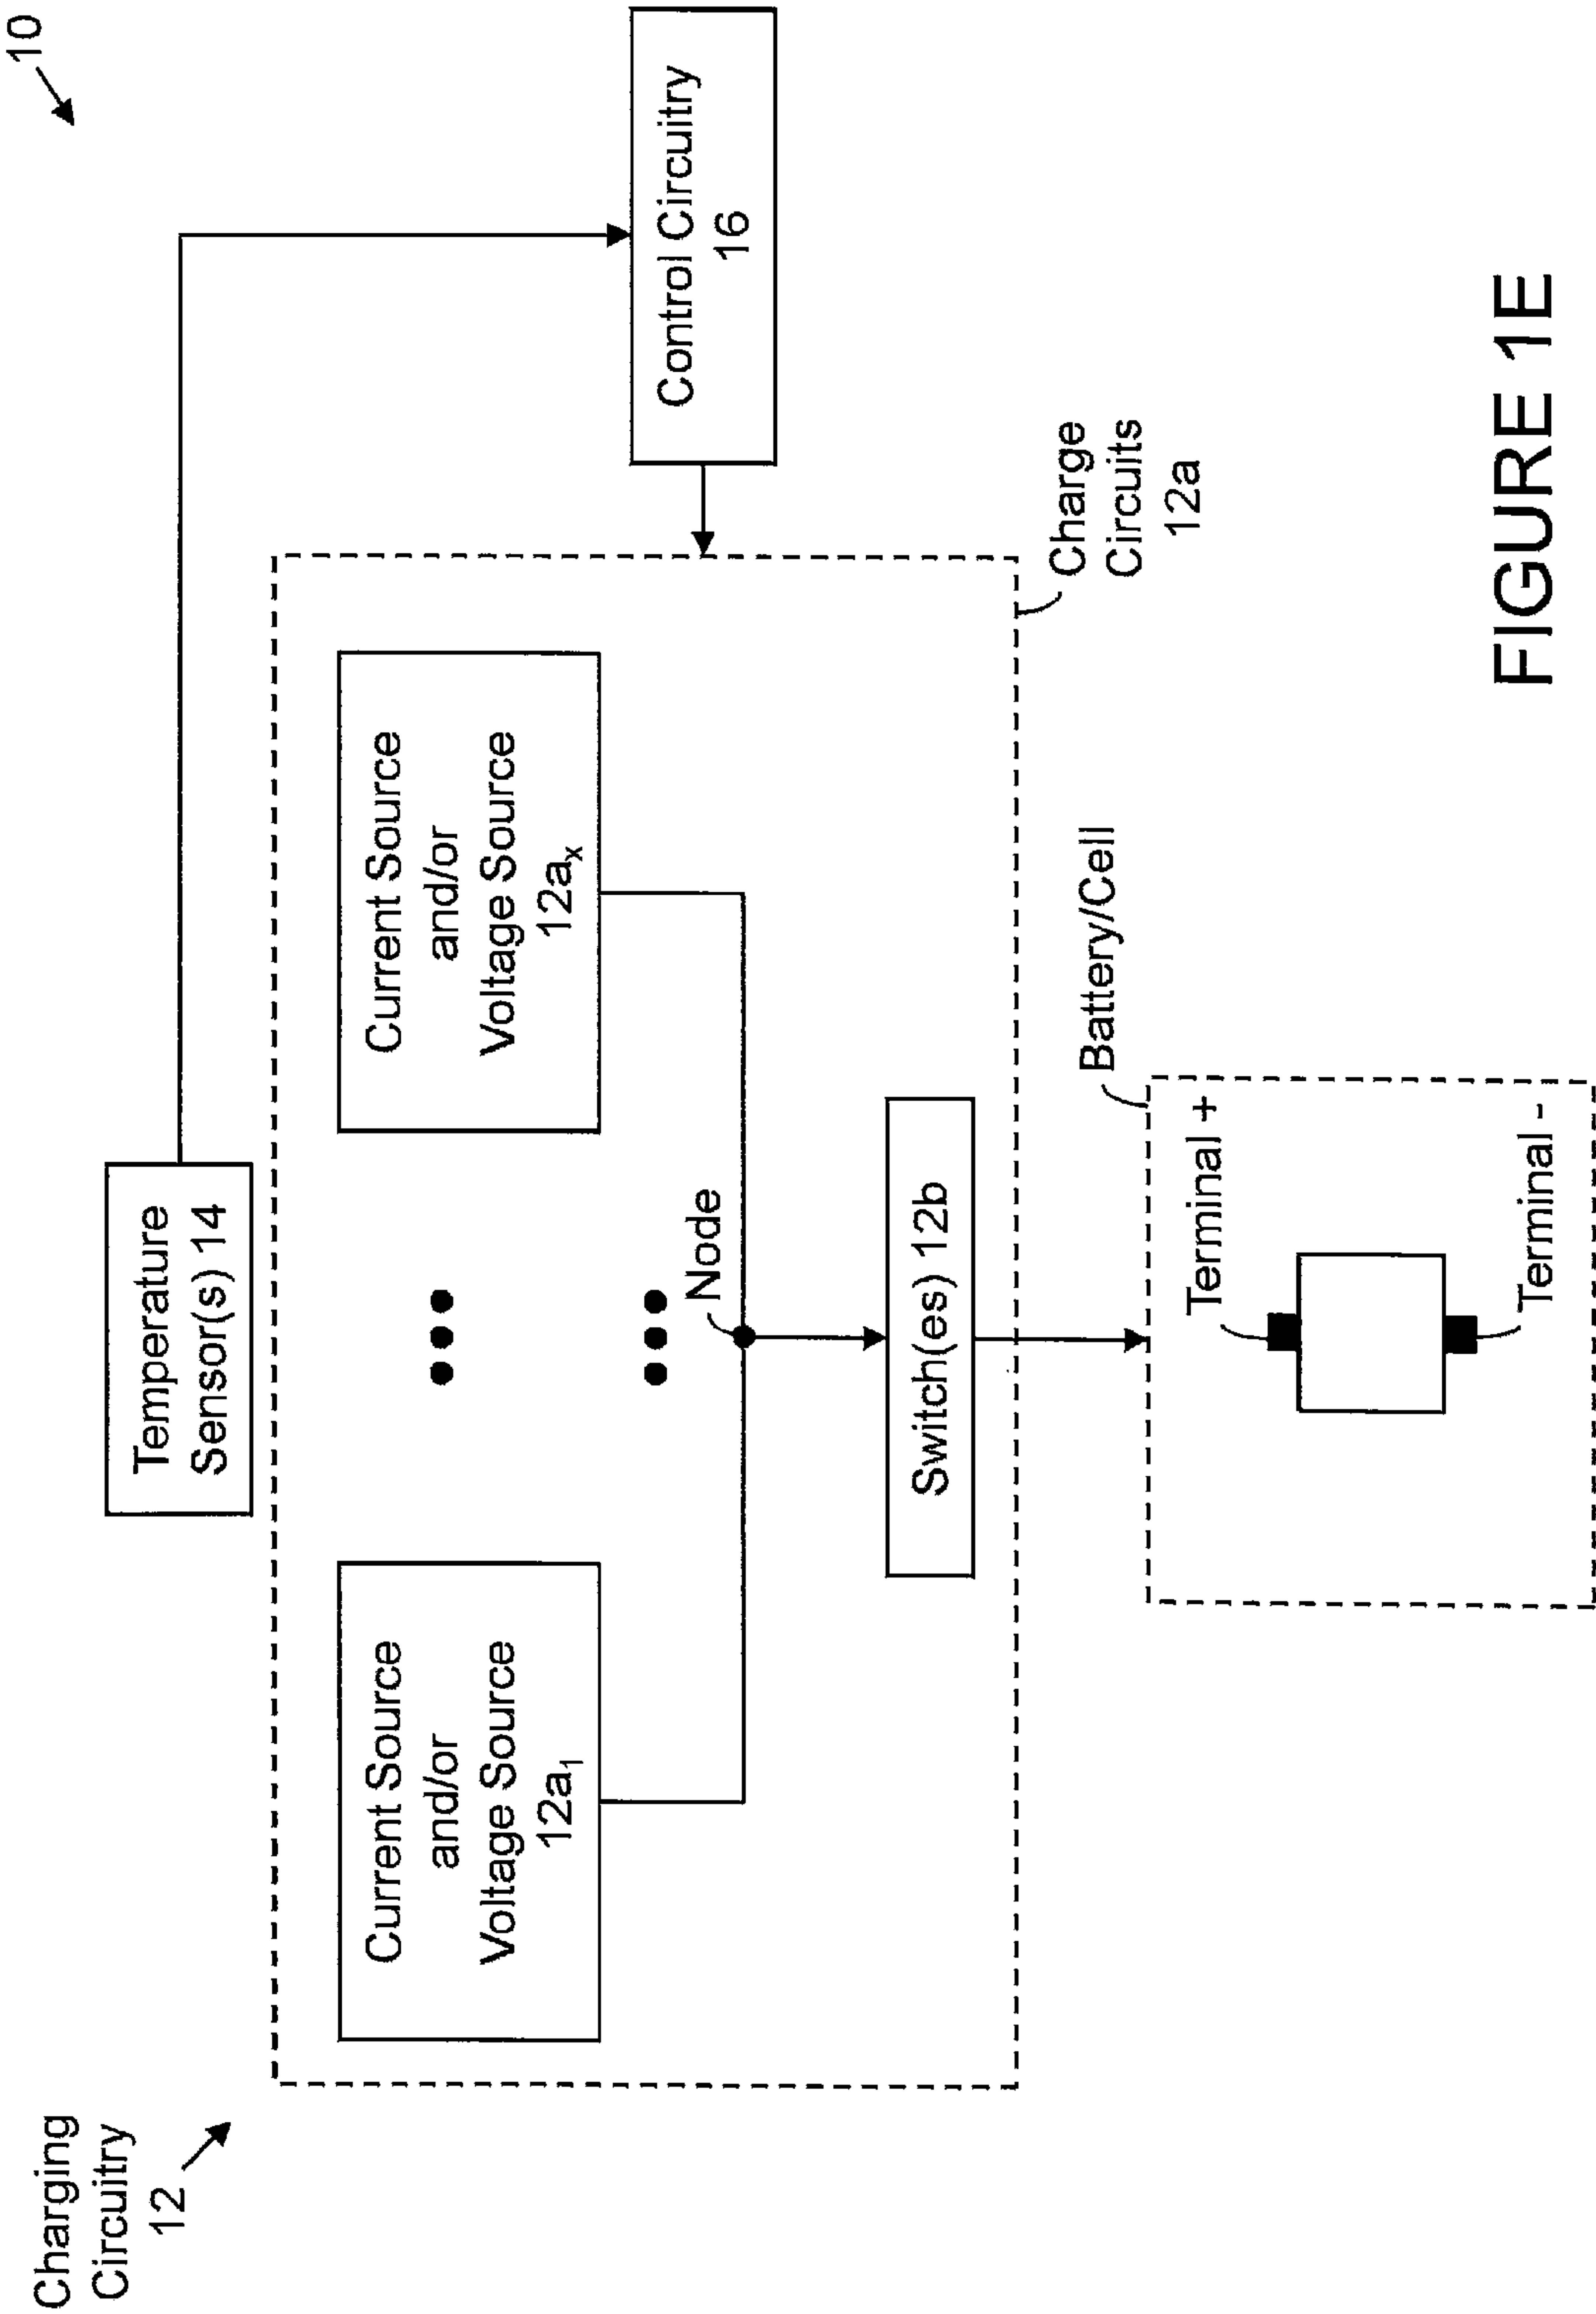 10
Charging
Circuitry
12
Temperature
Sensor(s) 14
Current Source
and/or
Voltage Source
12a₁
Current Source
and/or
Voltage Source
12aₓ
Node
Control Circuitry
16
Switch(es) 12b
Charge
Circuits
12a
Battery/Cell
Terminal +
Terminal -
FIGURE 1E